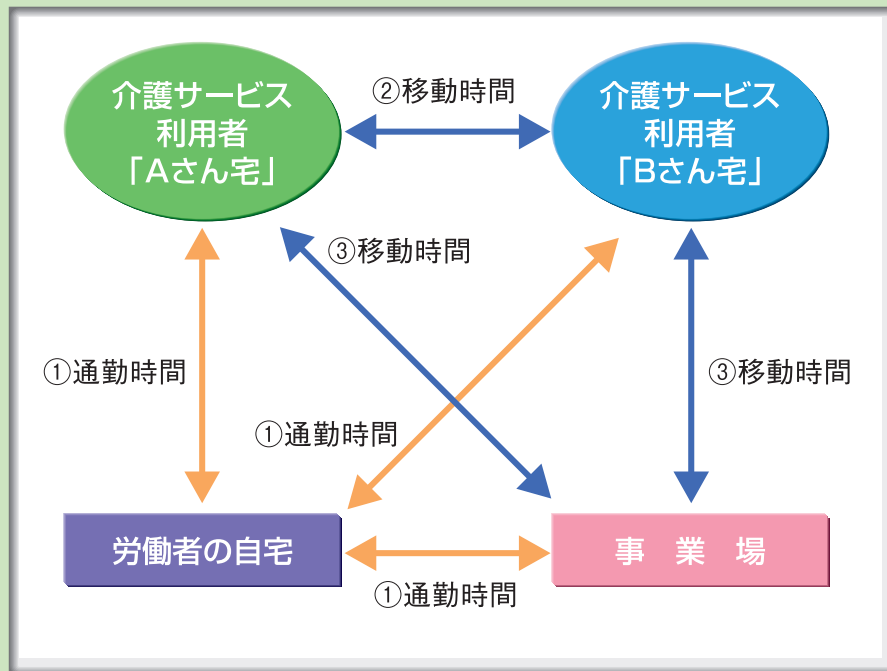 介護サービス
利用者
「Aさん宅」
②移動時間
介護サービス
利用者
「Bさん宅」
③移動時間
①通勤時間
③移動時間
①通勤時間
労働者の自宅
事 業 場
①通勤時間